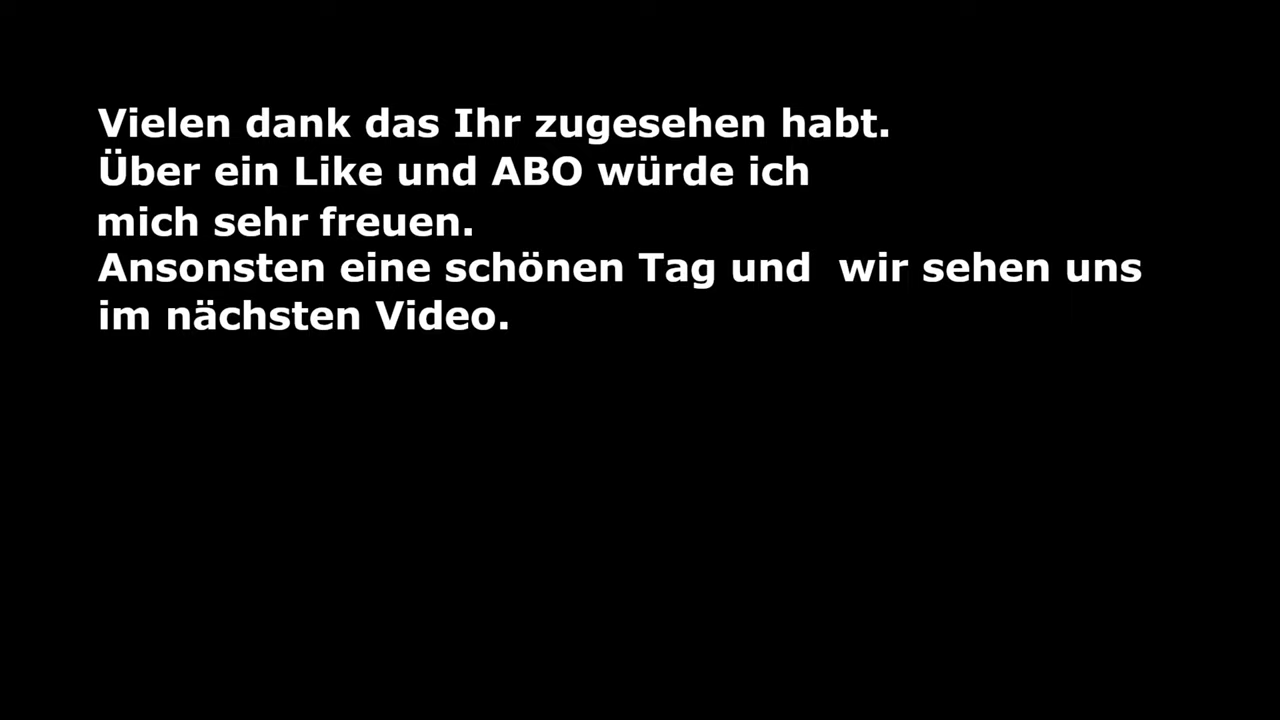 Vielen dank das Ihr zugesehen habt.
Über ein Like und ABO würde ich
mich sehr freuen.
Ansonsten eine schönen Tag und  wir sehen uns
im nächsten Video.